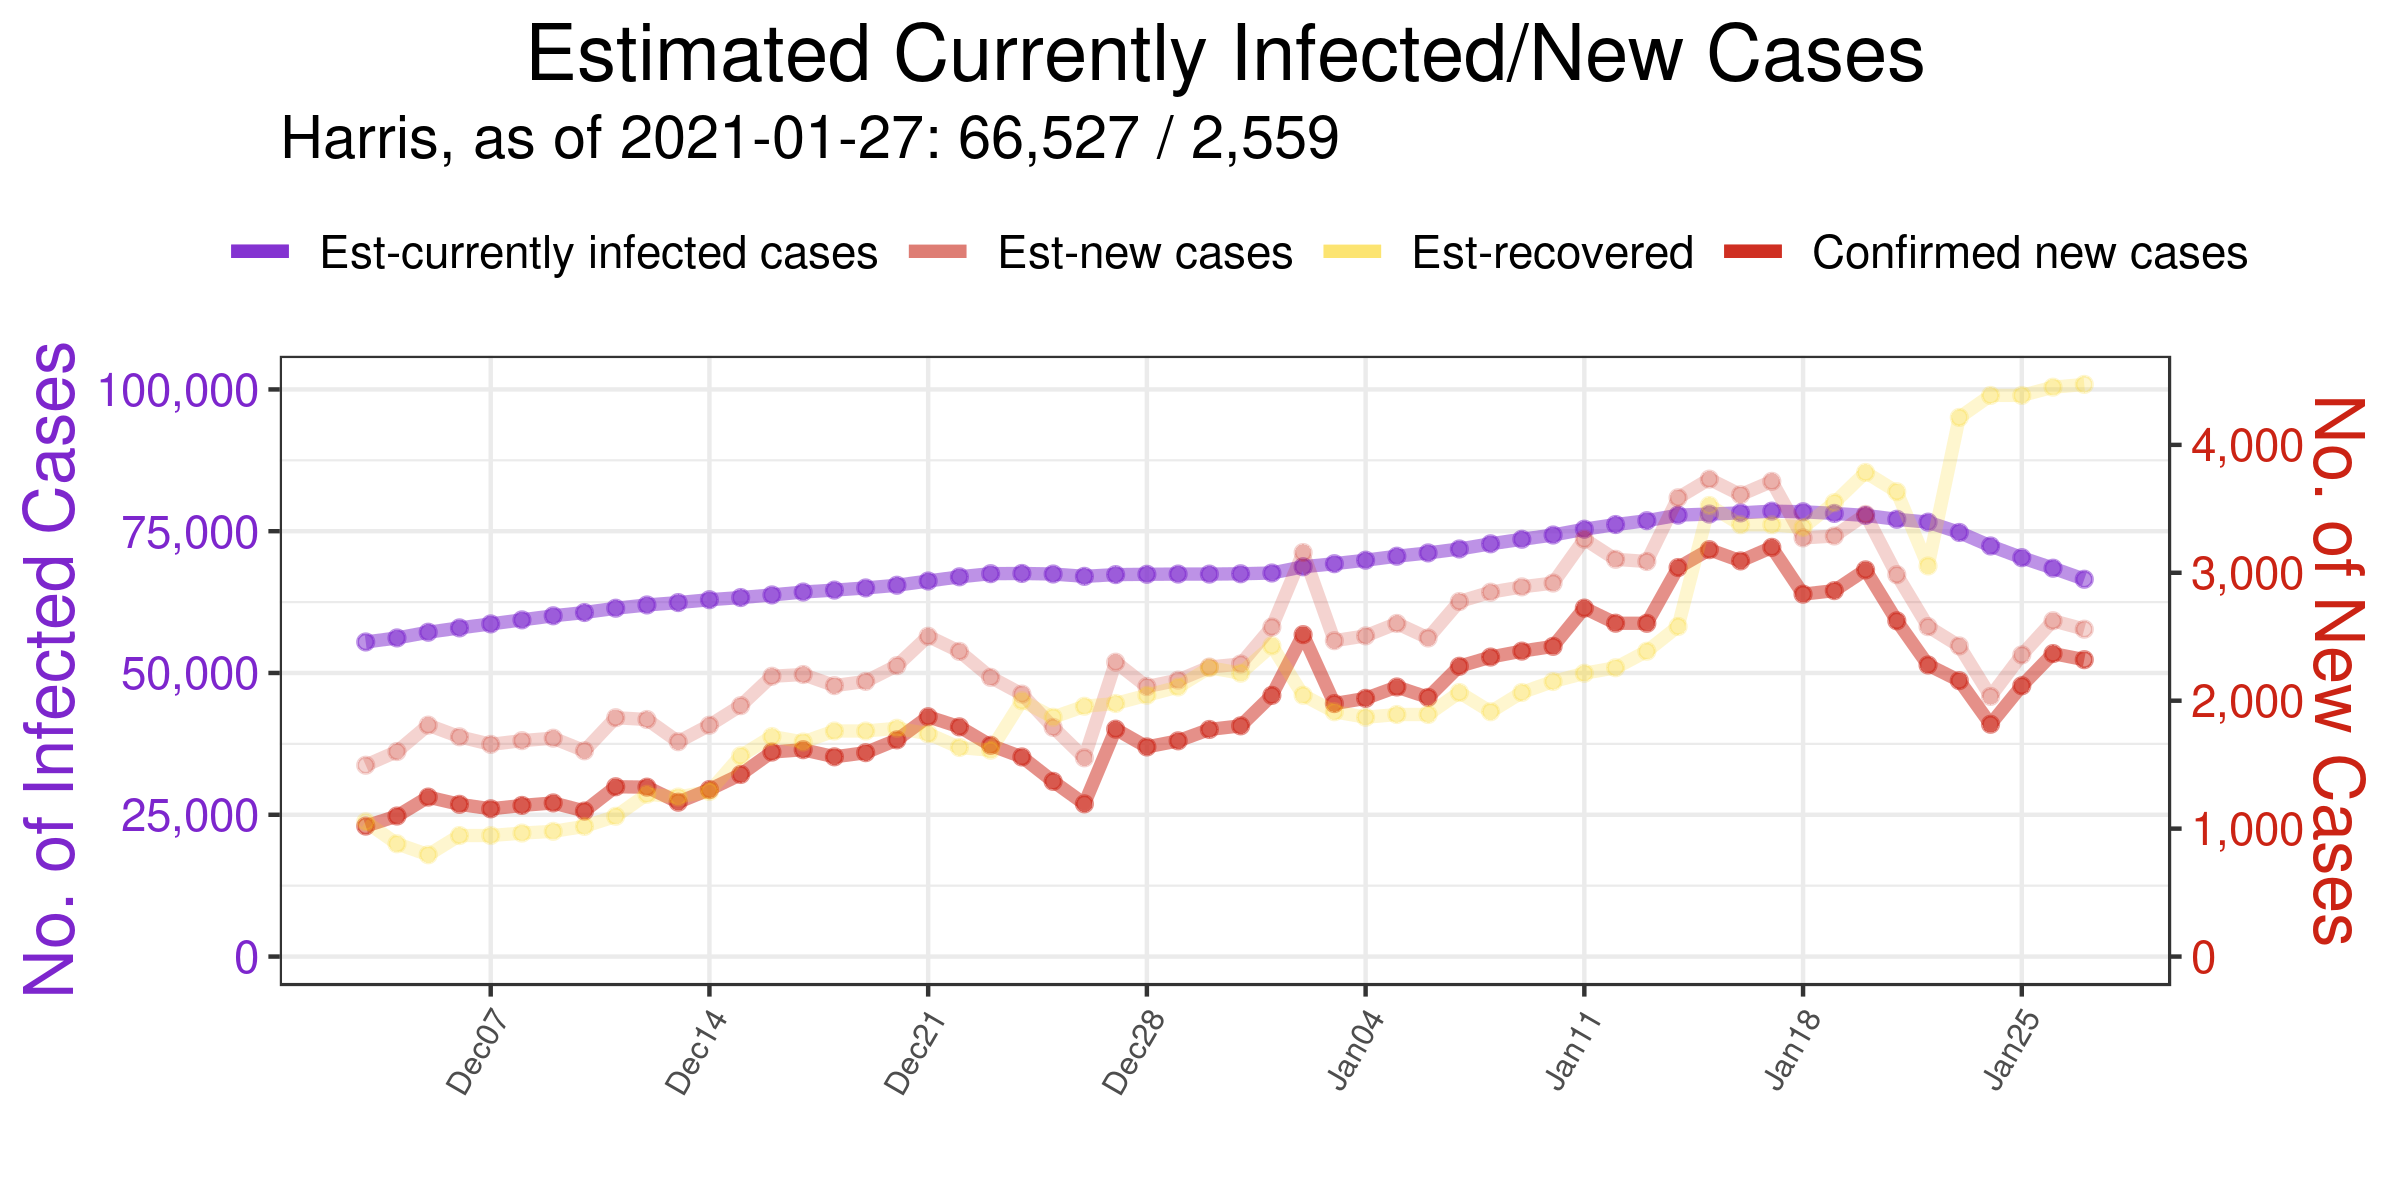 Estimated Currently Infected/New Cases
Harris, as of 2021-01-27: 66,527 / 2,559
Est-currently infected cases Est-new cases Est-recovered Confirmed new cases
No. of Infected Cases
100,000
75,000
50,000
25,000
0
4,000
3,000
2,000
1,000
0
No. of New Cases
Dec07 Dec14 Dec21 Dec28 Jan04 Jan11 Jan18 Jan25